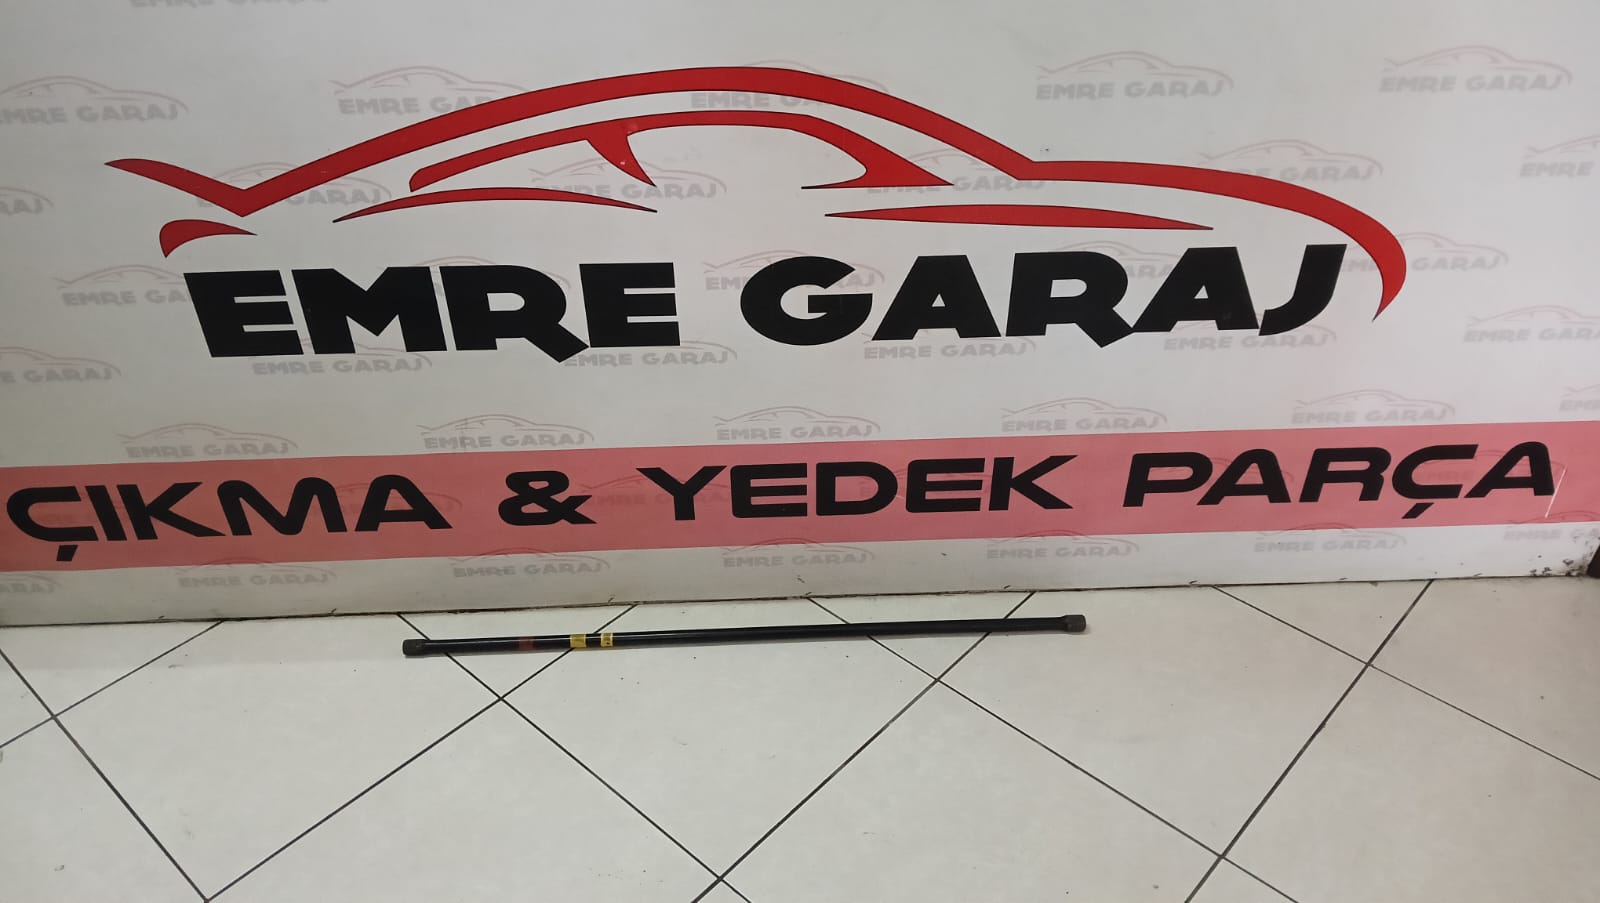 EMRE GARAJ
ÇIKMA & YEDEK PARÇA